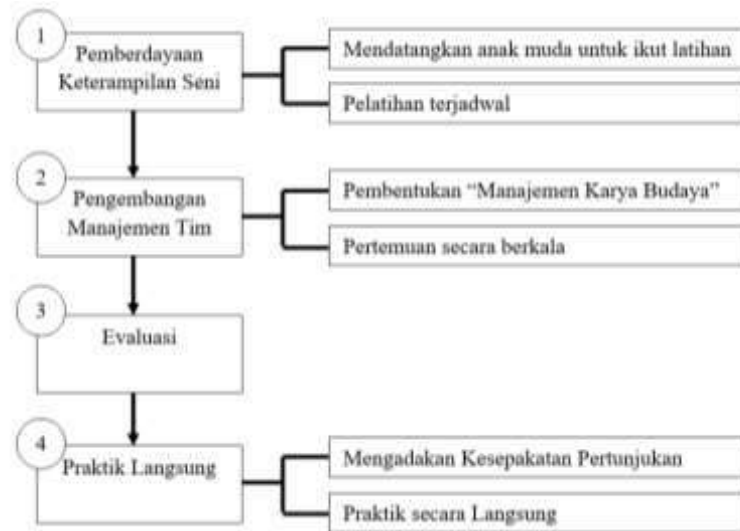 1
Pemberdayaan
Keterampilan Seni
Mendatangkan anak muda untuk ikut latihan
Pelatihan terjadwal
2
Pengembangan
Manajemen Tim
Pembentukan “Manajemen Karya Budaya”
Pertemuan secara berkala
3
Evaluasi
4
Praktik Langsung
Mengadakan Kesepakatan Pertunjukan
Praktik secara Langsung